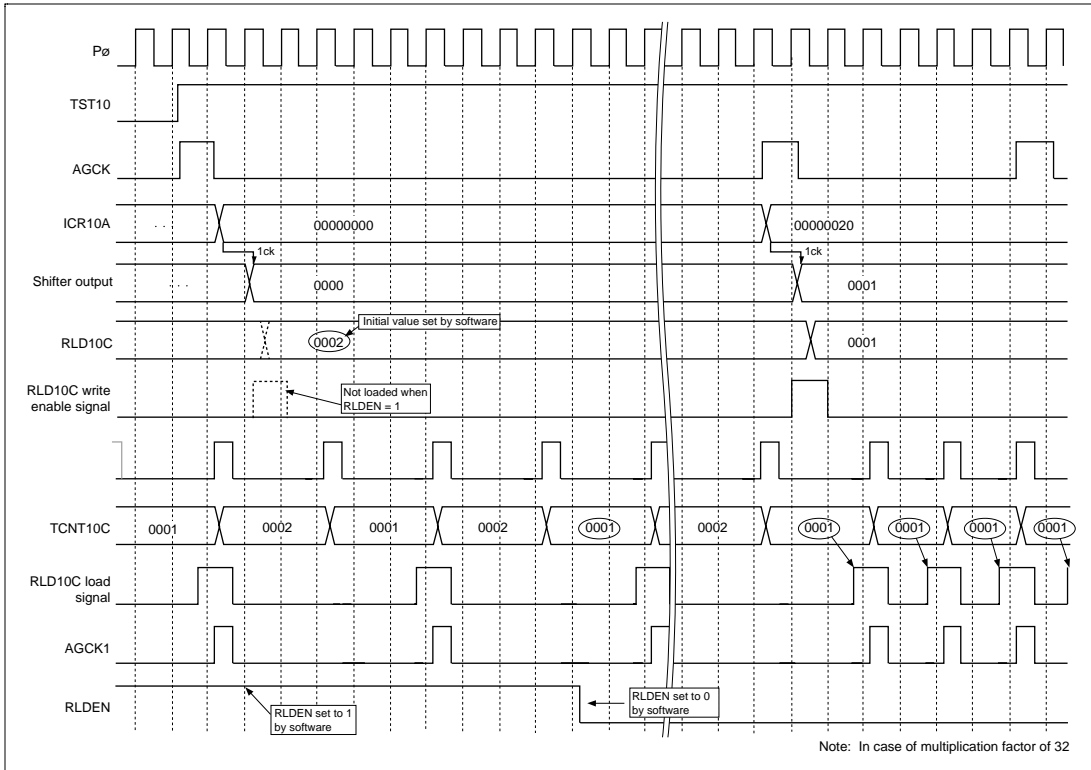 Pø
TST10
AGCK
ICR10A
. . 00000000 00000020
1ck 1ck
Shifter output
. . . 0000 0001
Initial value set by software
RLD10C
0002 0001
RLD10C write
enable signal
Not loaded when
RLDEN = 1
TCNT10C
0001 0002 0001 0002 0001 0002 0001 0001 0001 0001
RLD10C load
signal
AGCK1
RLDEN
RLDEN set to 1
by software
RLDEN set to 0
by software
Note: In case of multiplication factor of 32